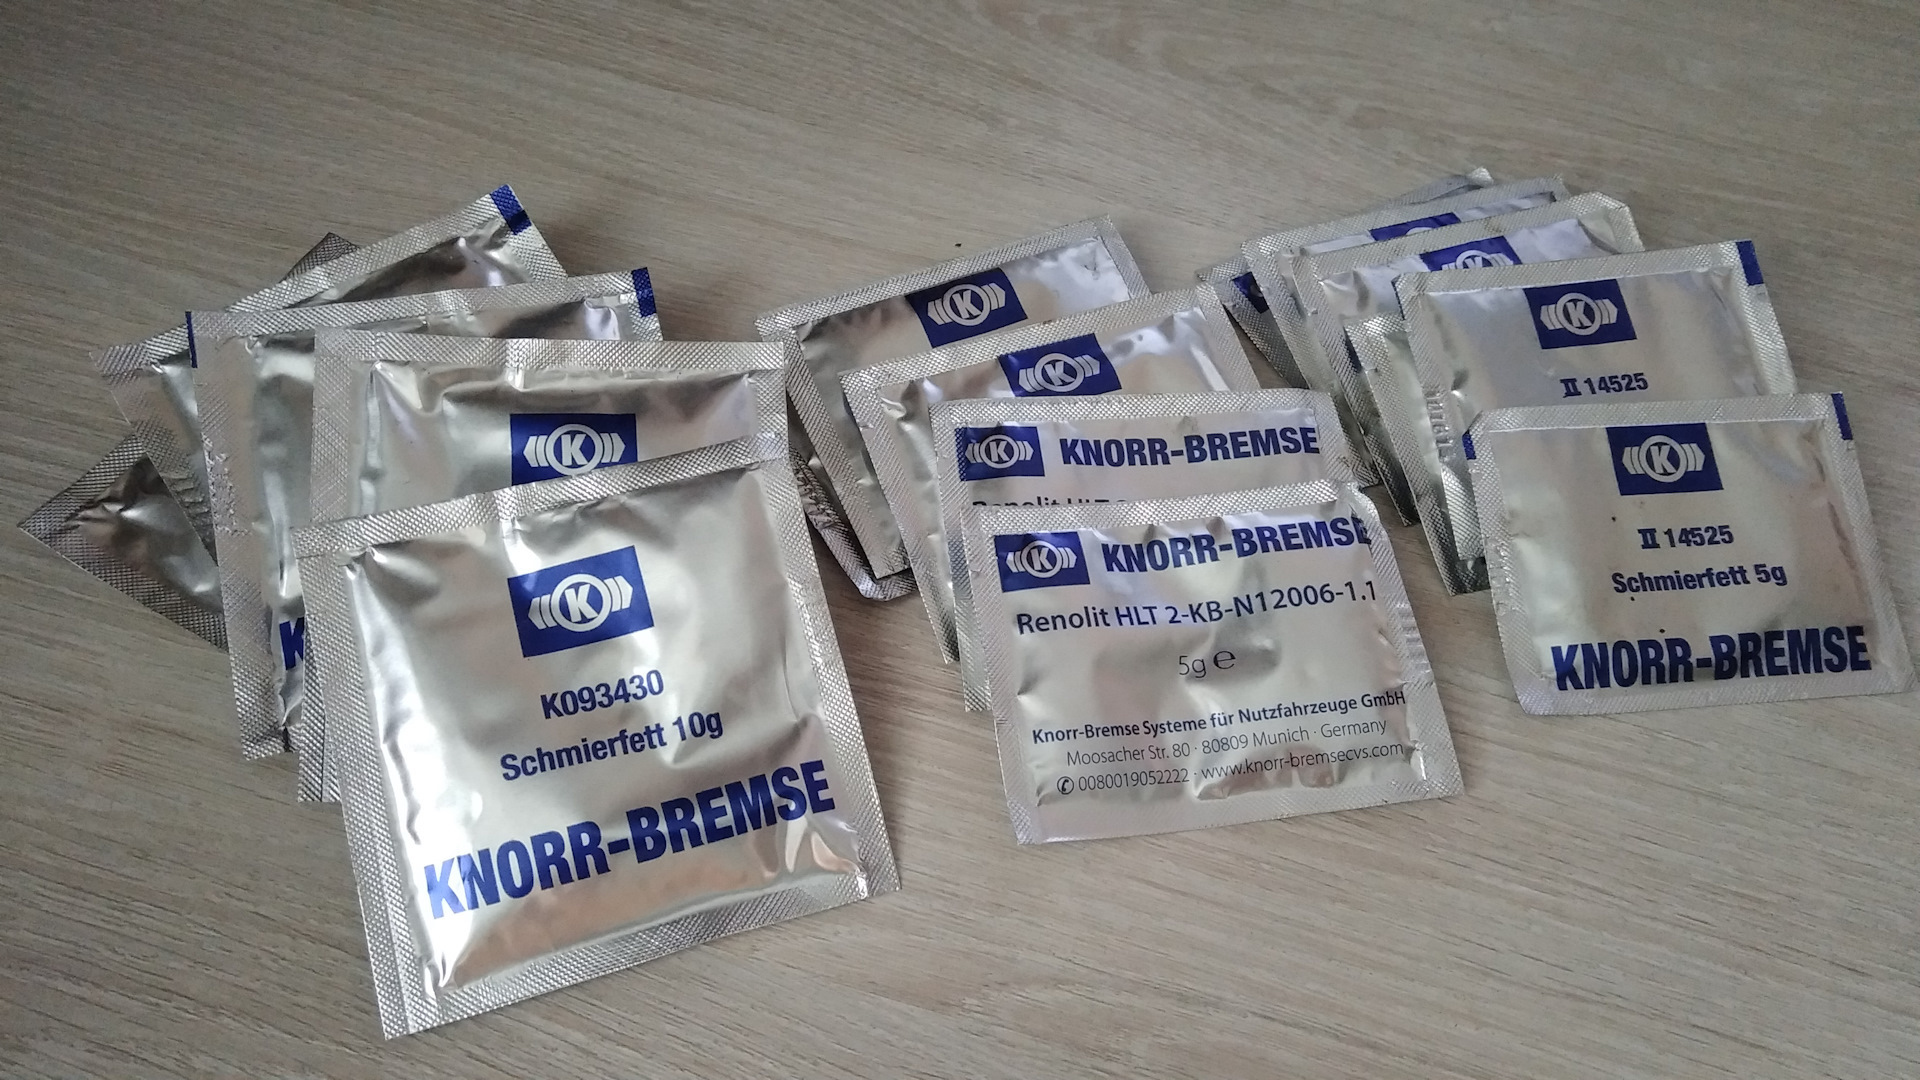 K
K
K093430
Schmierfett 10g
KNORR-BREMSE
K
K
K
K
KNORR-BREMSE
K
KNORR-BREMSE
Renolit HLT 2-KB-N12006-1.1
5g e
Knorr-Bremse Systeme für Nutzfahrzeuge GmbH
Moosacher Str. 80 · 80809 Munich · Germany
✆ 0080019052222 · www.knorr-bremsecvs.com
K
K
II 14525
K
II 14525
Schmierfett 5g
KNORR-BREMSE